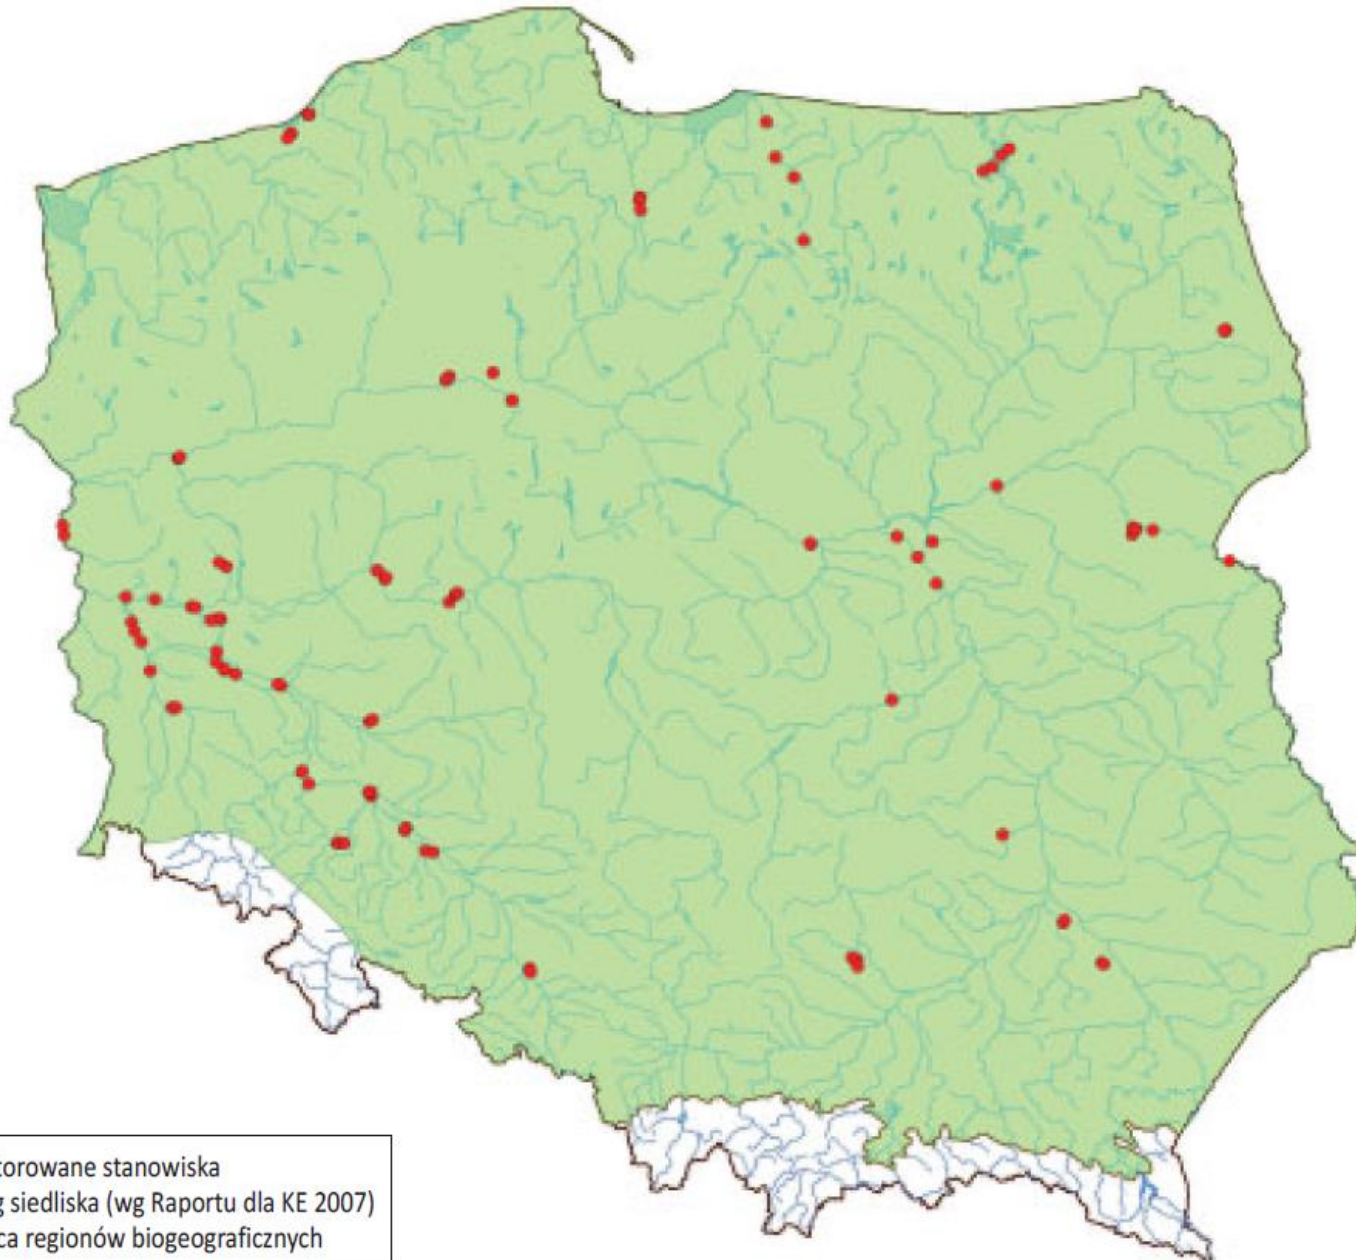 torowane stanowiska
g siedliska (wg Raportu dla KE 2007)
ca regionów biogeograficznych